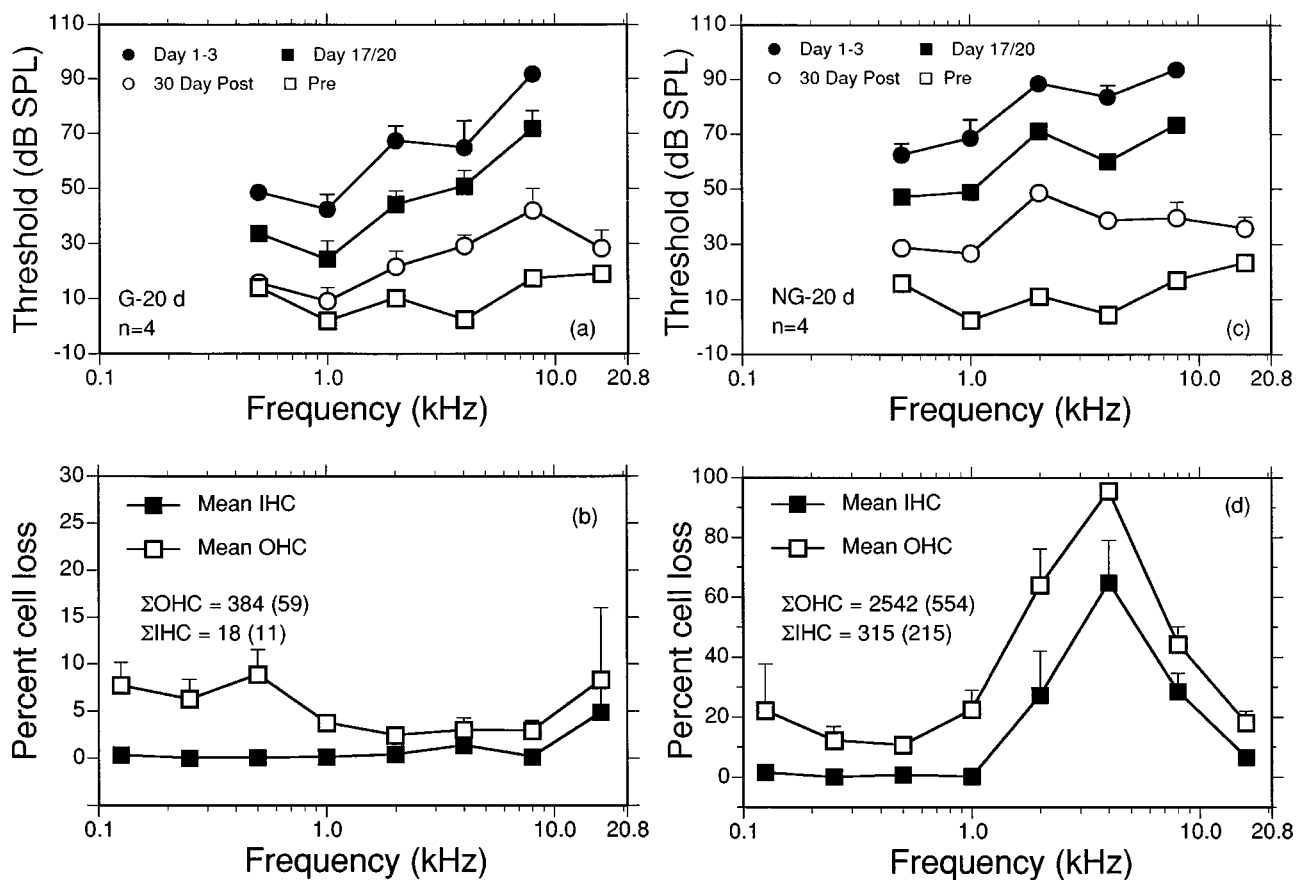 110
90
70
50
30
10
-10
Threshold (dB SPL)
Day 1-3
Day 17/20
30 Day Post
Pre
G-20 d
n=4
(a)
0.1
1.0
10.0
20.8
Frequency (kHz)
110
90
70
50
30
10
-10
Threshold (dB SPL)
Day 1-3
Day 17/20
30 Day Post
Pre
NG-20 d
n=4
(c)
0.1
1.0
10.0
20.8
Frequency (kHz)
30
25
20
15
10
5
0
Percent cell loss
Mean IHC
Mean OHC
(b)
ΣOHC = 384 (59)
ΣIHC = 18 (11)
0.1
1.0
10.0
20.8
Frequency (kHz)
100
80
60
40
20
0
Percent cell loss
Mean IHC
Mean OHC
(d)
ΣOHC = 2542 (554)
ΣIHC = 315 (215)
0.1
1.0
10.0
20.8
Frequency (kHz)